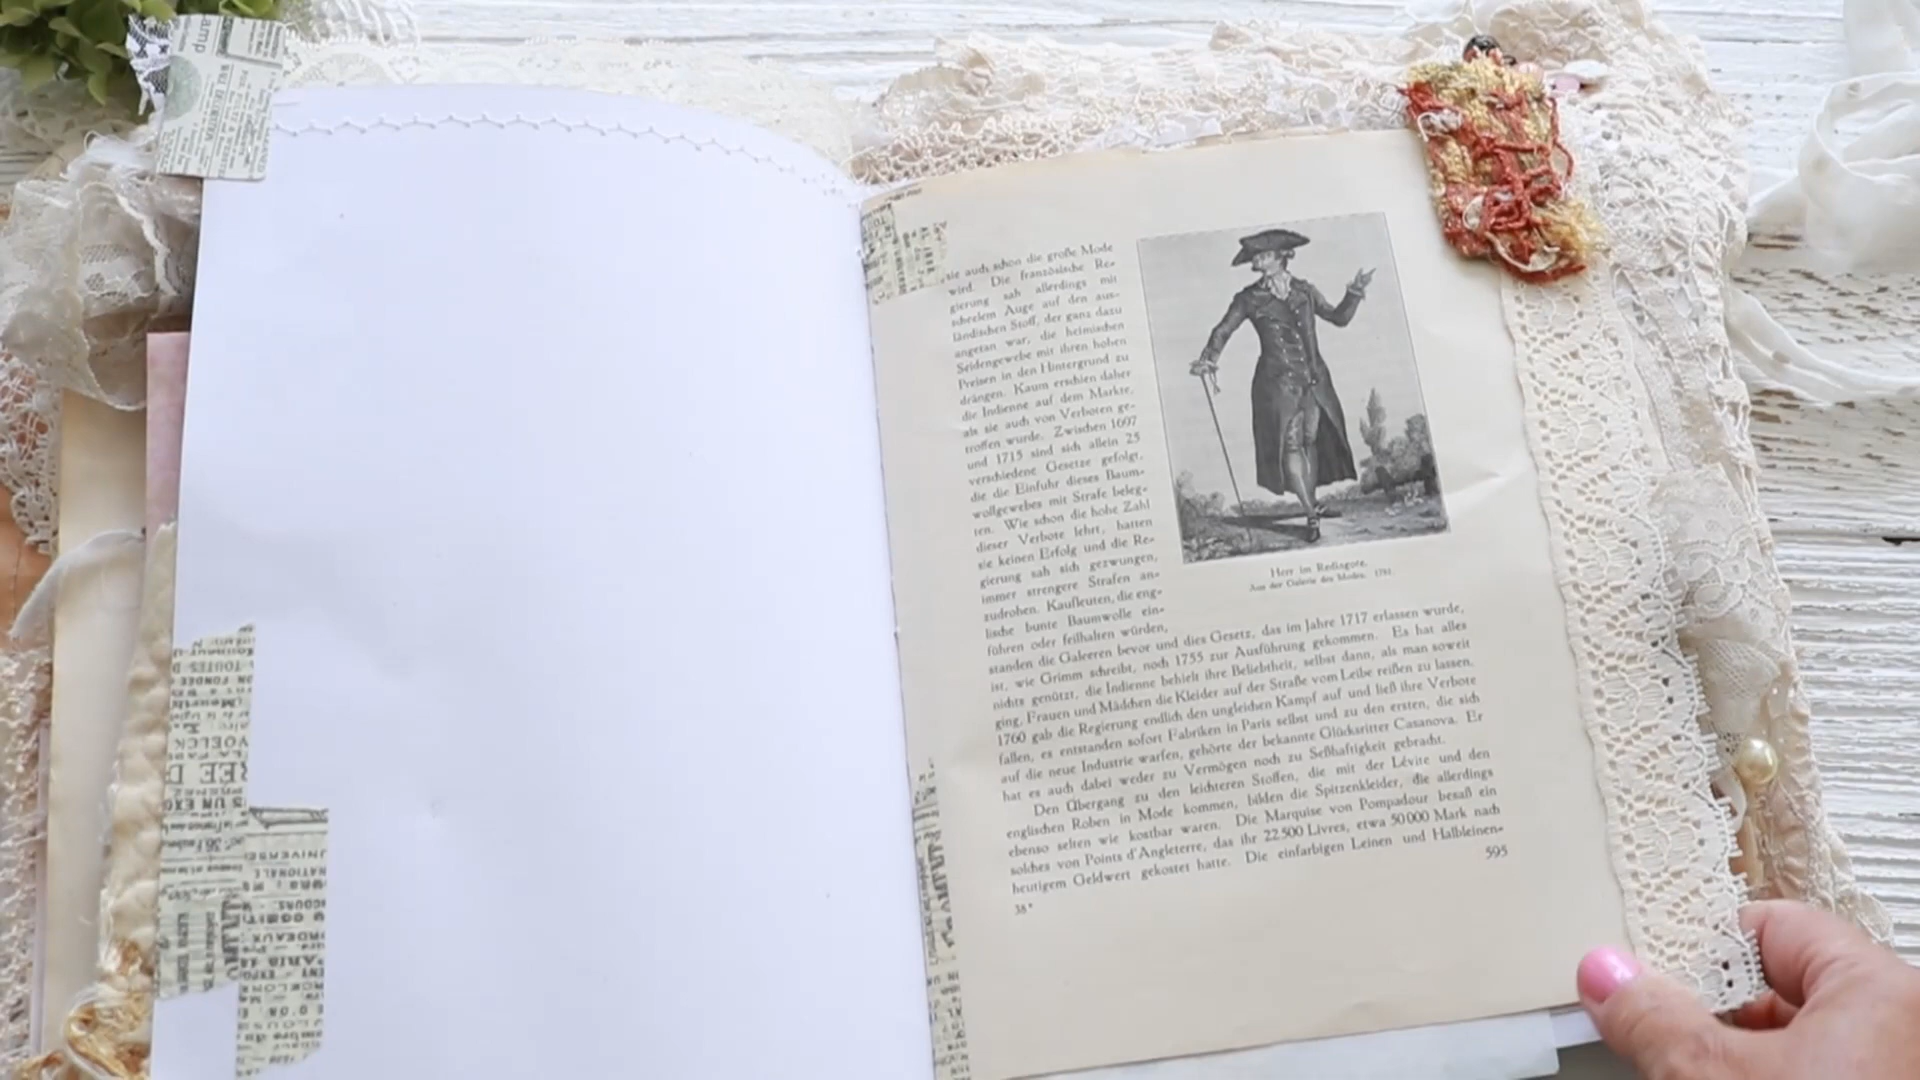 ump
sie auch schon die große Mode
wird. Die französische Re-
gierung sah allerdings mit
scheelem Auge auf den aus-
ländischen Stoff, der ganz dazu
angetan war, die heimischen
Seidengewebe mit ihren hohen
Preisen in den Hintergrund zu
drängen. Kaum erschien daher
die Indienne auf dem Markte,
als sie auch von Verboten ge-
troffen wurde. Zwischen 1697
und 1715 sind sich allein 25
verschiedene Gesetze gefolgt,
die die Einfuhr dieses Baum-
wollgewebes mit Strafe beleg-
ten. Wie schon die hohe Zahl
dieser Verbote lehrt, hatten
sie keinen Erfolg und die Re-
gierung sah sich gezwungen,
immer strengere Strafen an-
zudrohen. Kaufleuten, die eng-
lische bunte Baumwolle ein-
führen oder feilhalten würden,
Herr im Redingote.
Aus der Galerie des Modes.
standen die Galeeren bevor und dies Gesetz, das im Jahre 1717 erlassen wurde,
ist, wie Grimm schreibt, noch 1755 zur Ausführung gekommen. Es hat alles
nichts genützt, die Indienne behielt ihre Beliebtheit, selbst dann, als man soweit
ging, Frauen und Mädchen die Kleider auf der Straße vom Leibe reißen zu lassen.
1760 gab die Regierung endlich den ungleichen Kampf auf und ließ ihre Verbote
fallen, es entstanden sofort Fabriken in Paris selbst und zu den ersten, die sich
auf die neue Industrie warfen, gehörte der bekannte Glücksritter Casanova. Er
hat es auch dabei weder zu Vermögen noch zu Seßhaftigkeit gebracht.
Den Übergang zu den leichteren Stoffen, die mit der Lévite und den
englischen Roben in Mode kommen, bilden die Spitzenkleider, die allerdings
ebenso selten wie kostbar waren. Die Marquise von Pompadour besaß ein
solches von Points d'Angleterre, das ihr 22500 Livres, etwa 50000 Mark nach
heutigem Geldwert gekostet hatte. Die einfarbigen Leinen und Halbleinen-
38*
595